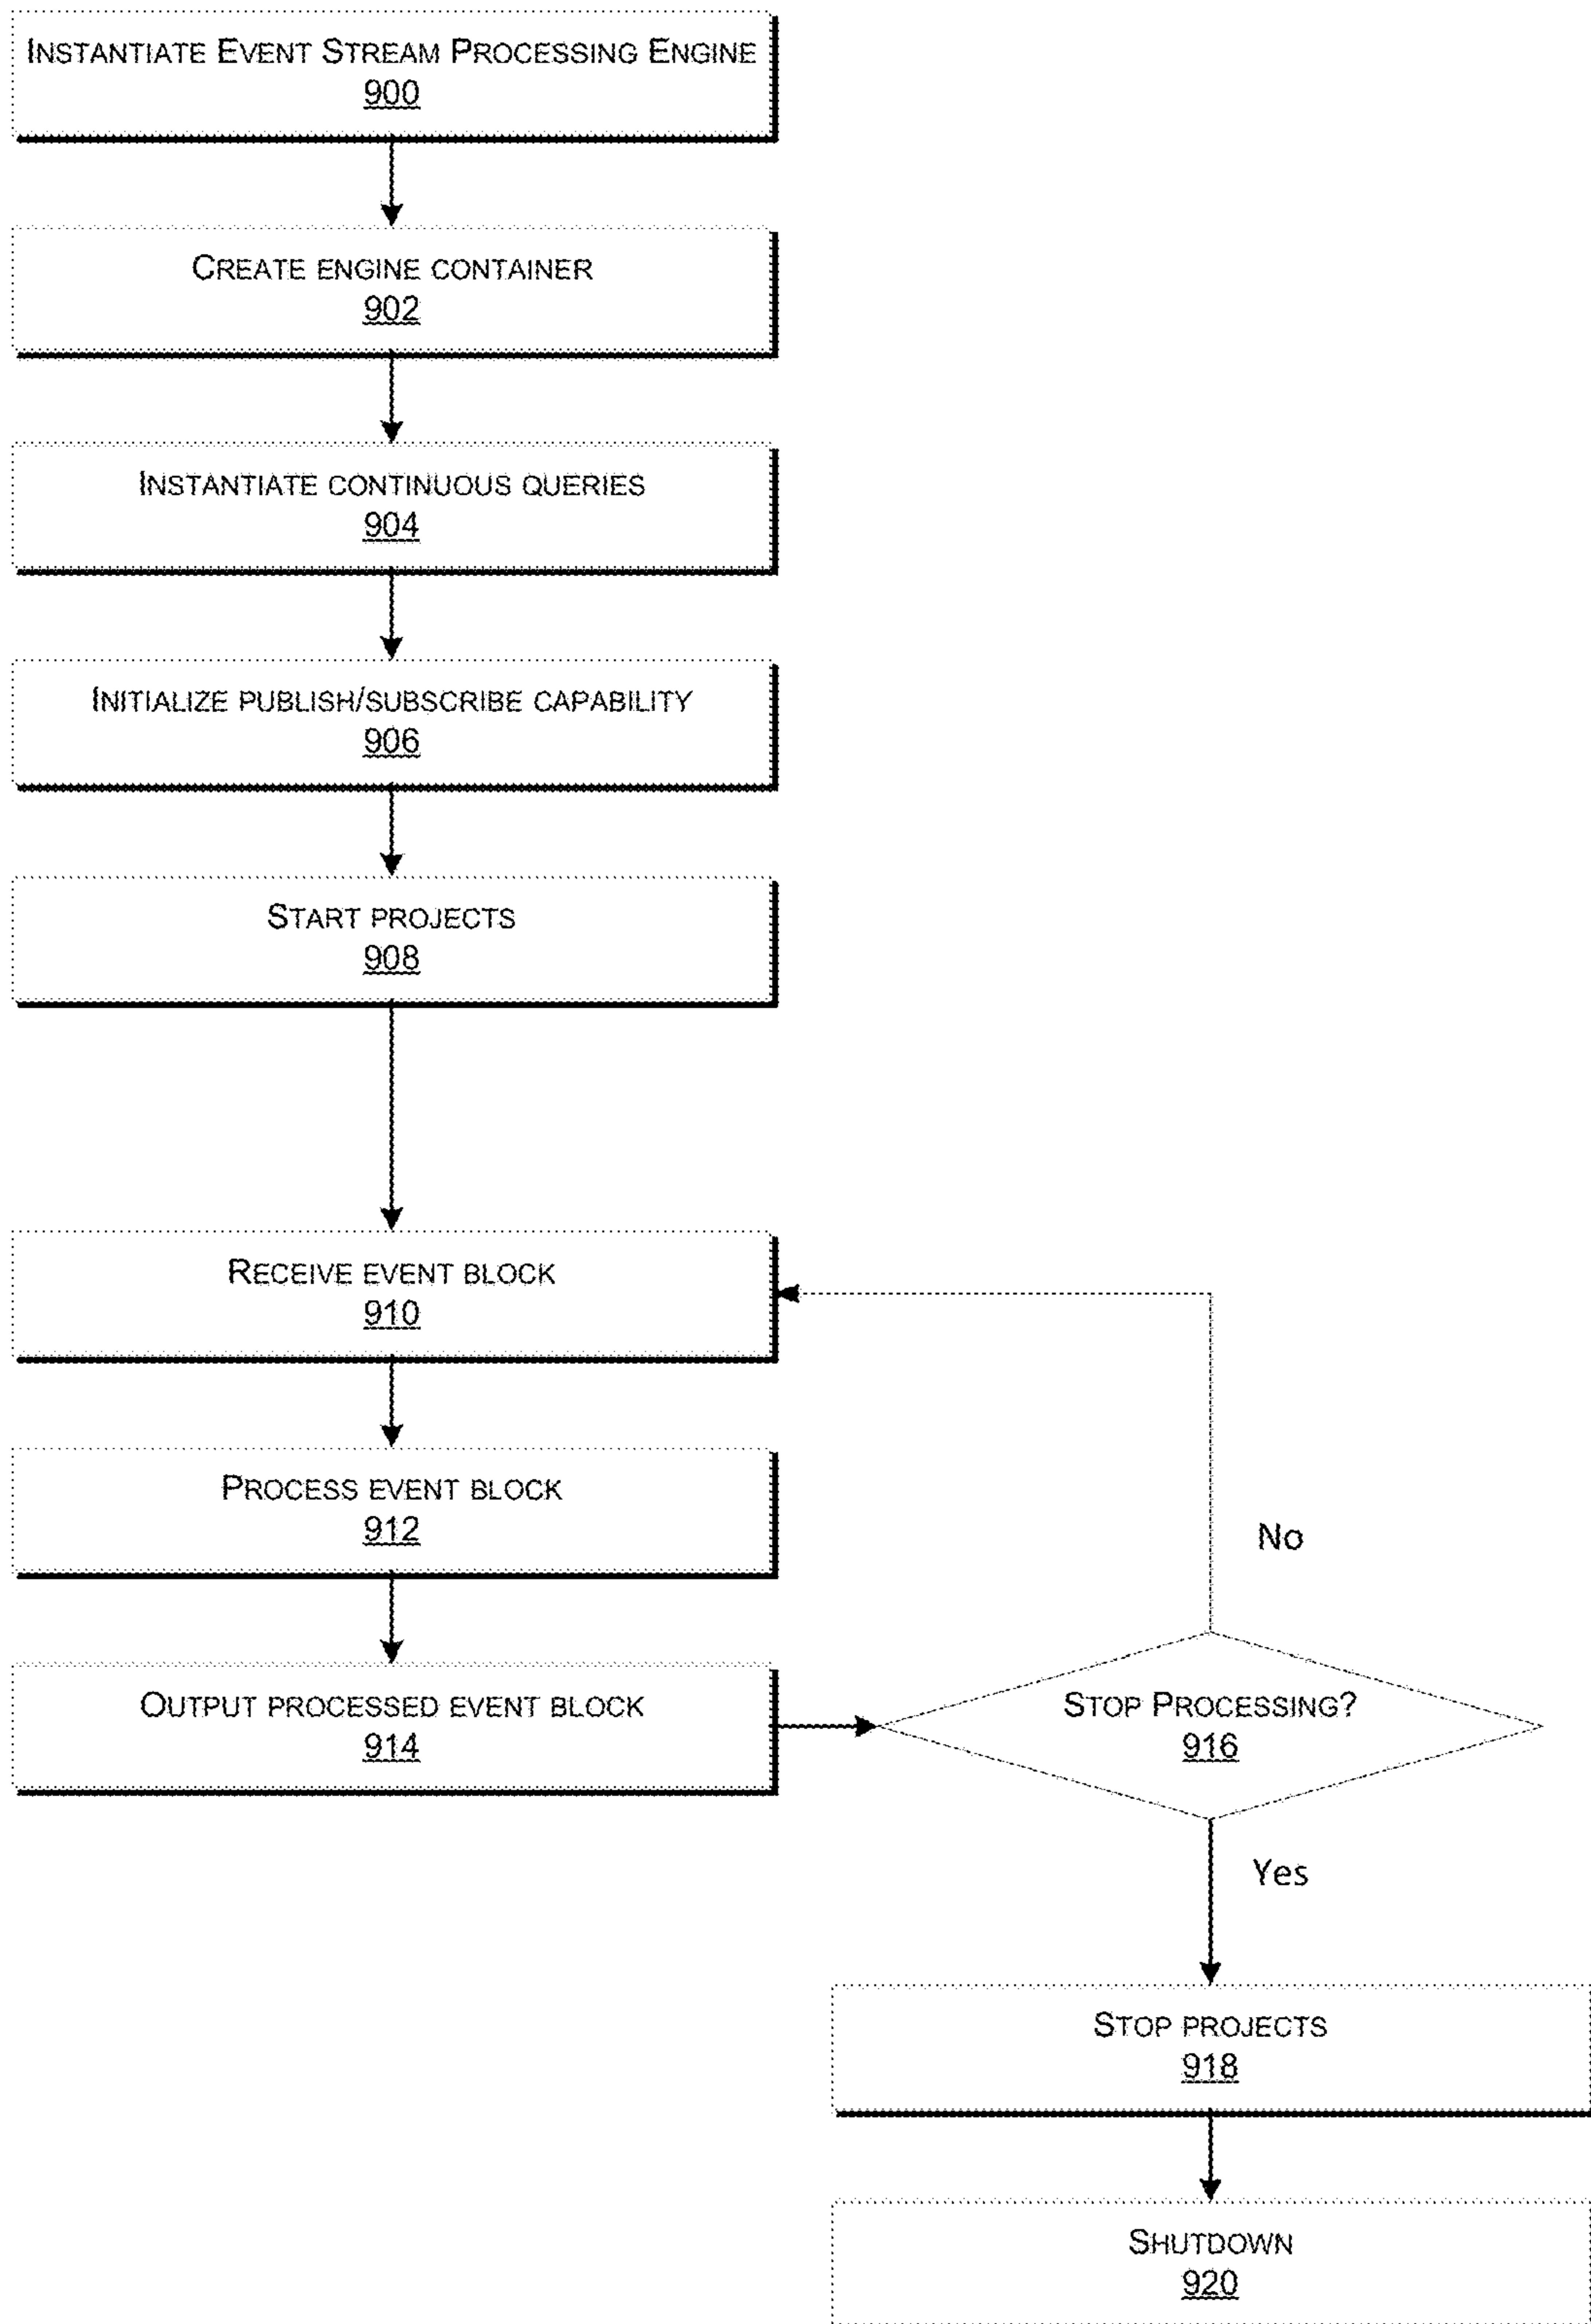 INSTANTIATE EVENT STREAM PROCESSING ENGINE
900
CREATE ENGINE CONTAINER
902
INSTANTIATE CONTINUOUS QUERIES
904
INITIALIZE PUBLISH/SUBSCRIBE CAPABILITY
906
START PROJECTS
908
RECEIVE EVENT BLOCK
910
PROCESS EVENT BLOCK
912
No
OUTPUT PROCESSED EVENT BLOCK
914
STOP PROCESSING?
916
Yes
STOP PROJECTS
918
SHUTDOWN
920